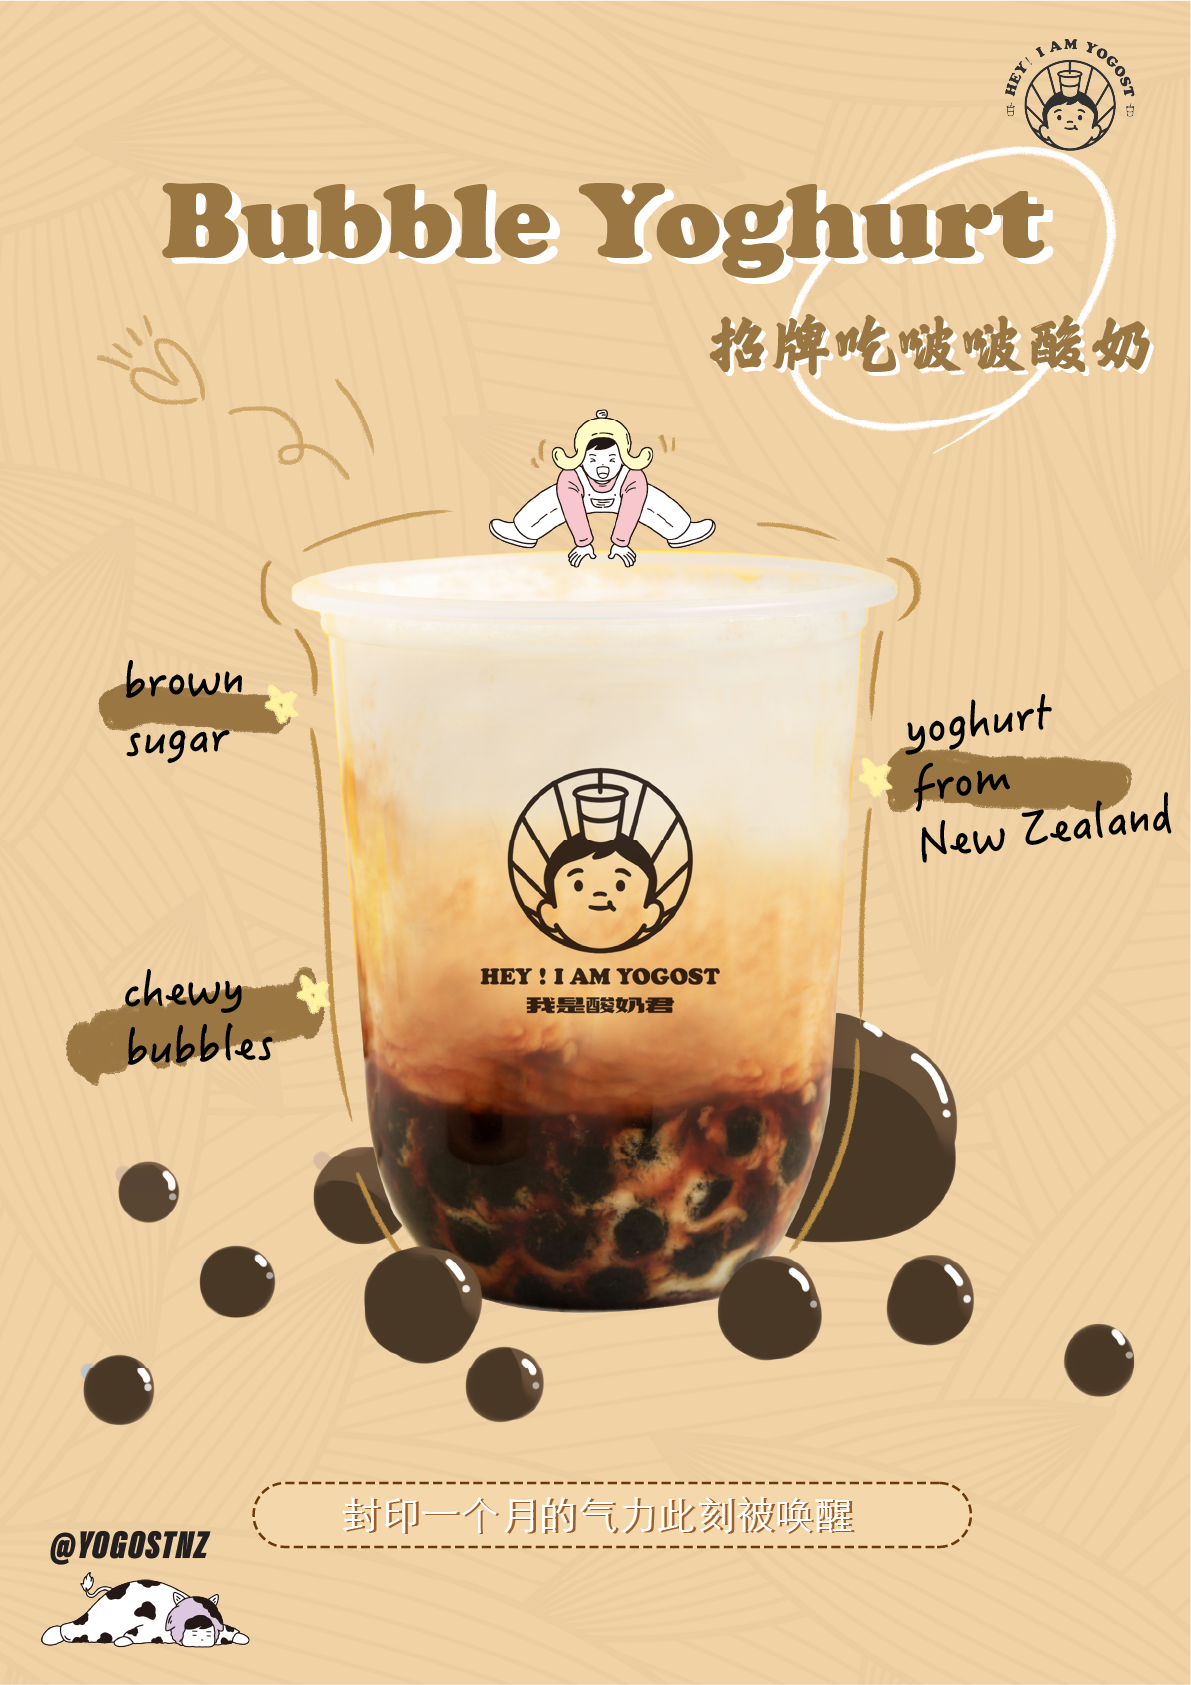 HEY! I AM YOGOST
Bubble Yoghurt
招牌吃啵啵酸奶
brown
sugar
yoghurt
from
New Zealand
HEY! I AM YOGOST
我是酸奶君
chewy
bubbles
封印一个月的气力此刻被唤醒
@YOGOSTNZ